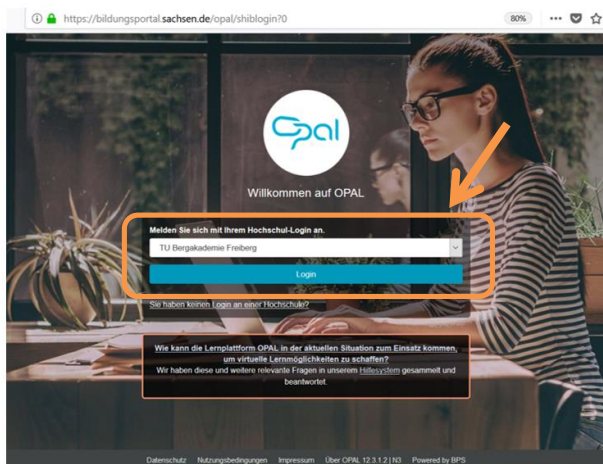 https://bildungsportal.sachsen.de/opal/shiblogin?0
80%
Opal
Willkommen auf OPAL
Melden Sie sich mit Ihrem Hochschul-Login an.
TU Bergakademie Freiberg
Login
Sie haben keinen Login an einer Hochschule?
Wie kann die Lernplattform OPAL in der aktuellen Situation zum Einsatz kommen,
um virtuelle Lernmöglichkeiten zu schaffen?
Wir haben diese und weitere relevante Fragen in unserem Hilfesystem gesammelt und
beantwortet.
Datenschutz Nutzungsbedingungen Impressum Über OPAL 12.3.1.2 | N3 Powered by BPS